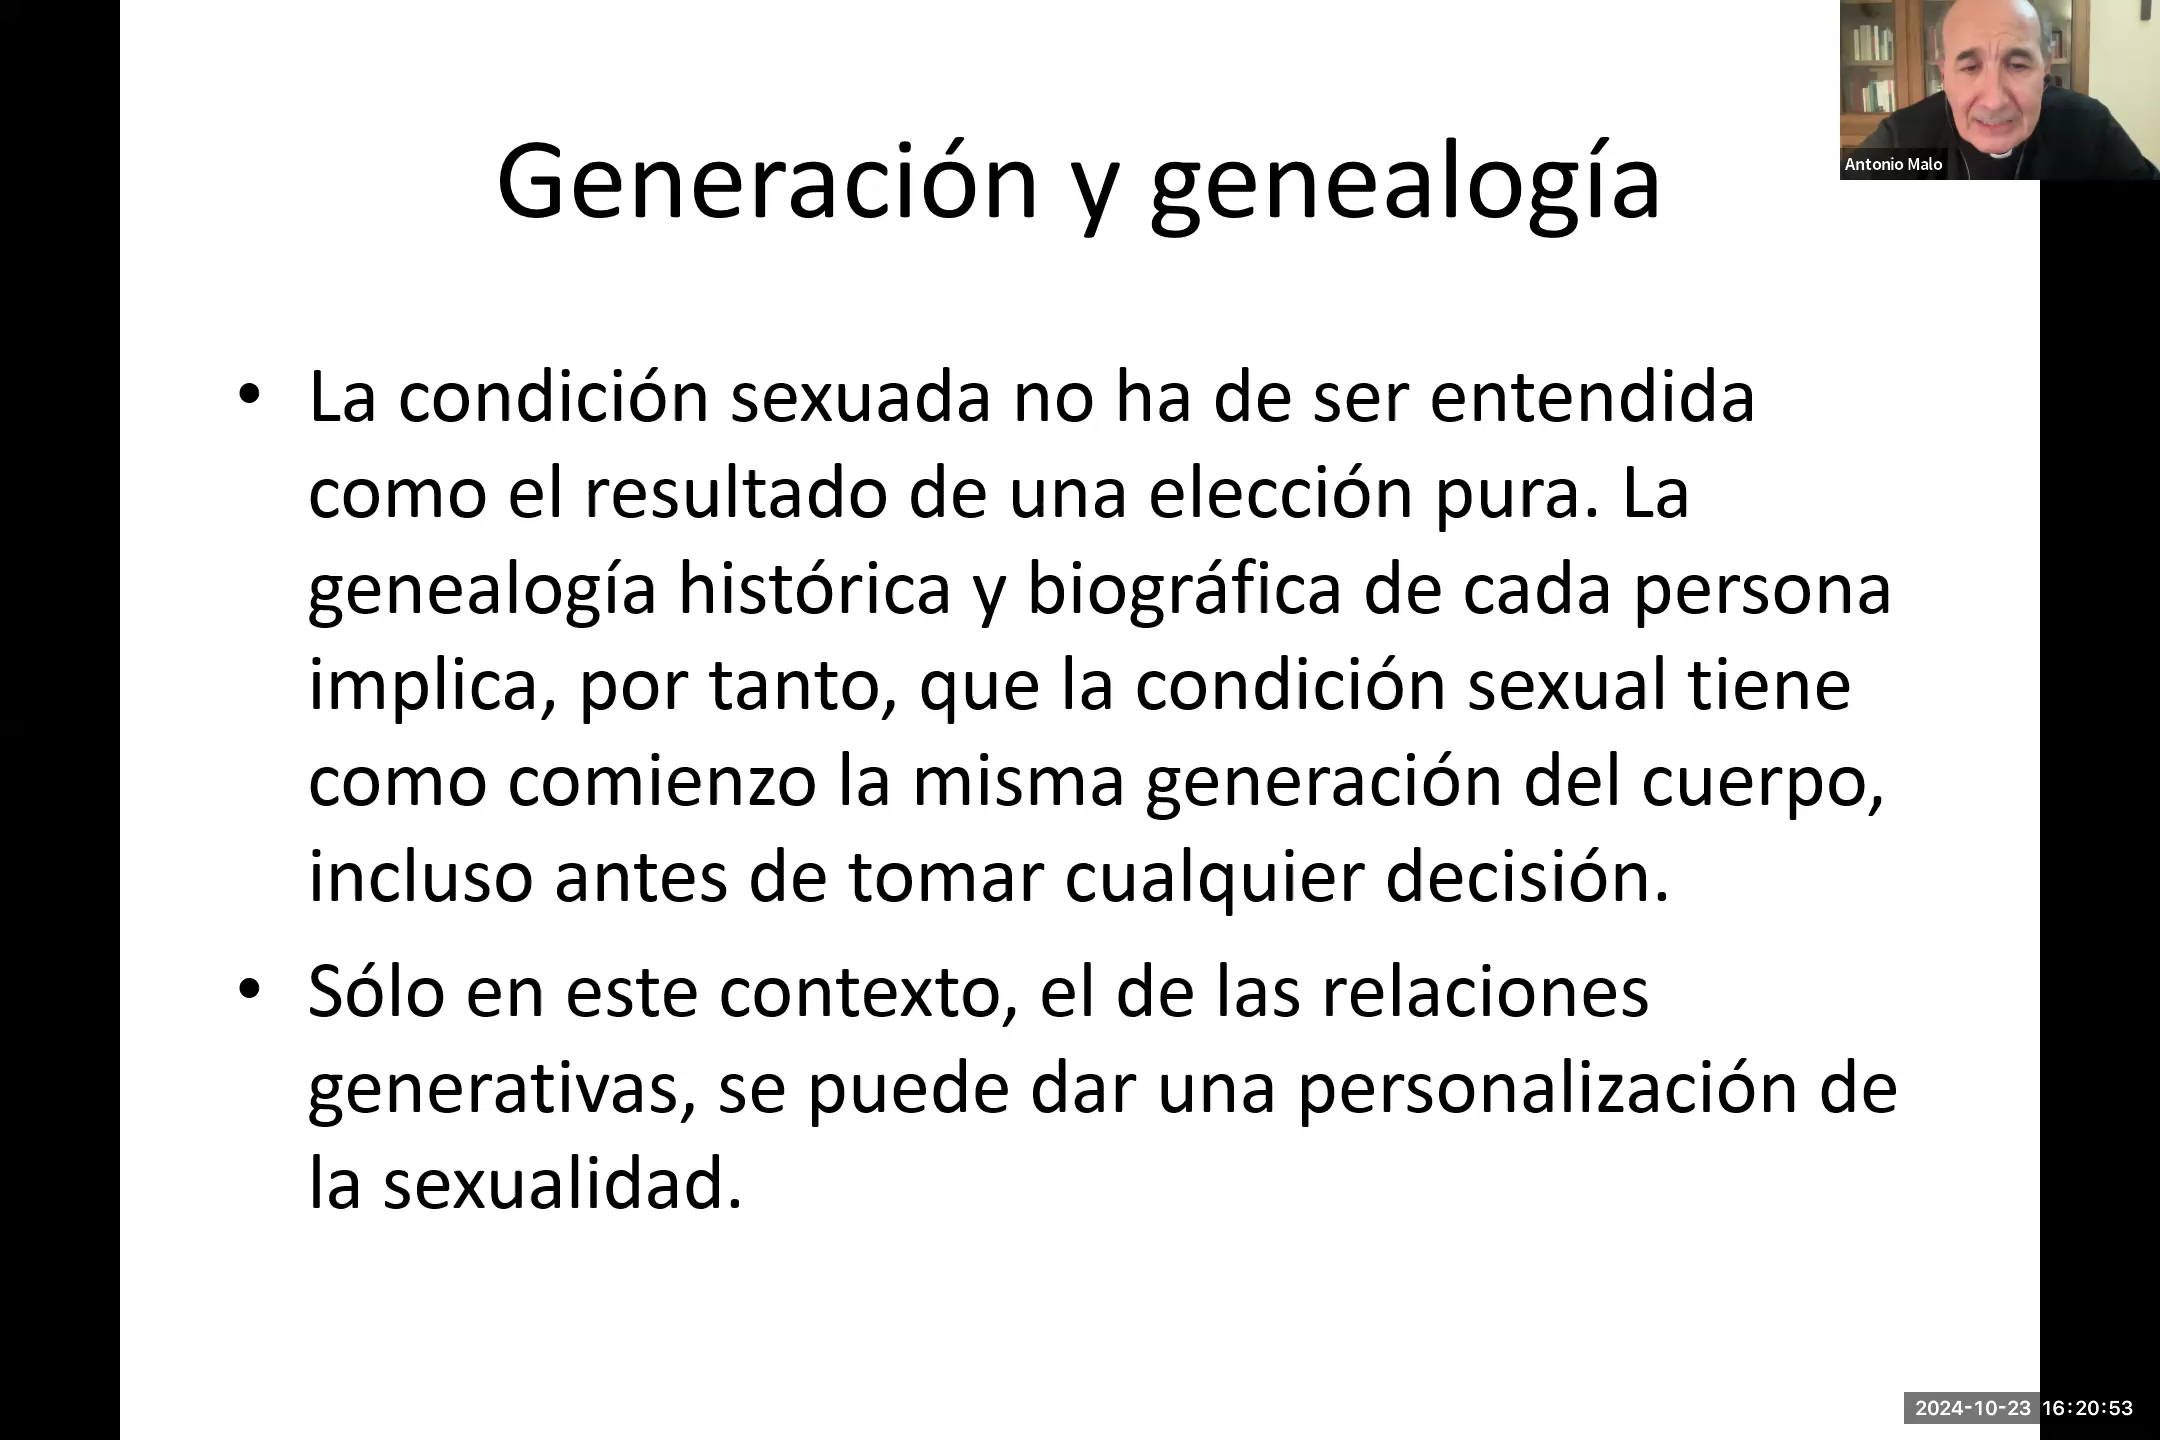 Antonio Malo
Generación y genealogía
• La condición sexuada no ha de ser entendida
como el resultado de una elección pura. La
genealogía histórica y biográfica de cada persona
implica, por tanto, que la condición sexual tiene
como comienzo la misma generación del cuerpo,
incluso antes de tomar cualquier decisión.
• Sólo en este contexto, el de las relaciones
generativas, se puede dar una personalización de
la sexualidad.
2024-10-23 16:20:53